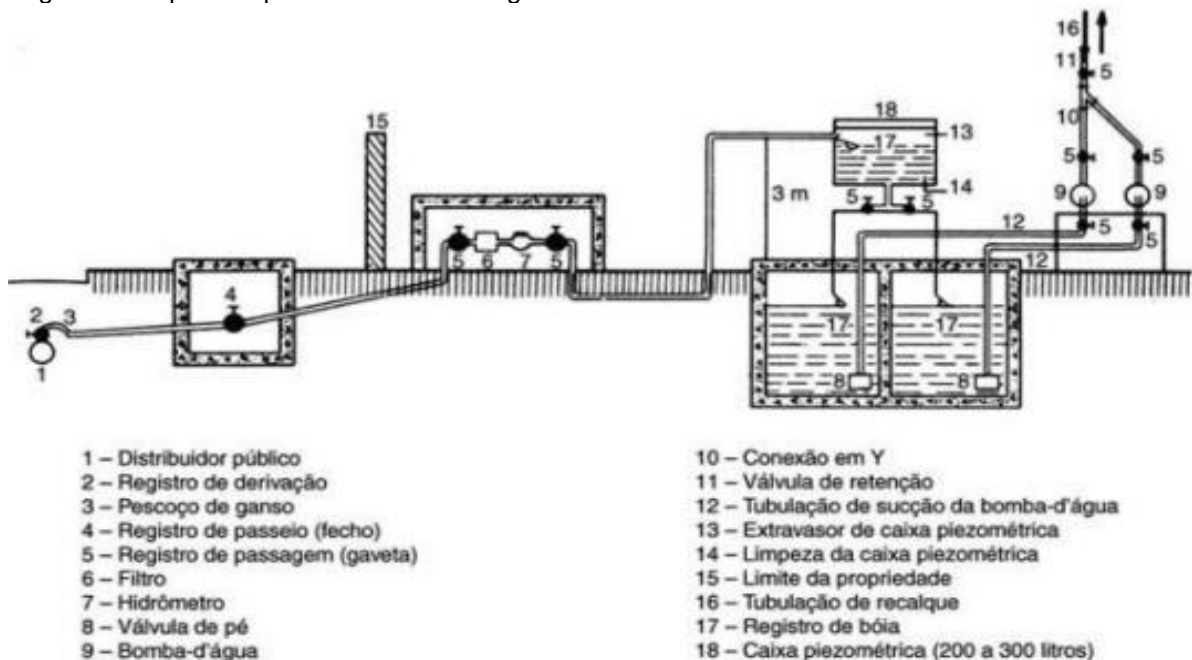 16
11
5
18
10
15
13
17
5
5
14
9
9
3 m
5
5
12
5
5
6
7
5
12
4
2
3
17
17
1
8
8
1 – Distribuidor público
2 – Registro de derivação
3 – Pescoço de ganso
4 – Registro de passeio (fecho)
5 – Registro de passagem (gaveta)
6 – Filtro
7 – Hidrômetro
8 – Válvula de pé
9 – Bomba-d'água
10 – Conexão em Y
11 – Válvula de retenção
12 – Tubulação de sucção da bomba-d'água
13 – Extravasor de caixa piezométrica
14 – Limpeza da caixa piezométrica
15 – Limite da propriedade
16 – Tubulação de recalque
17 – Registro de bóia
18 – Caixa piezométrica (200 a 300 litros)